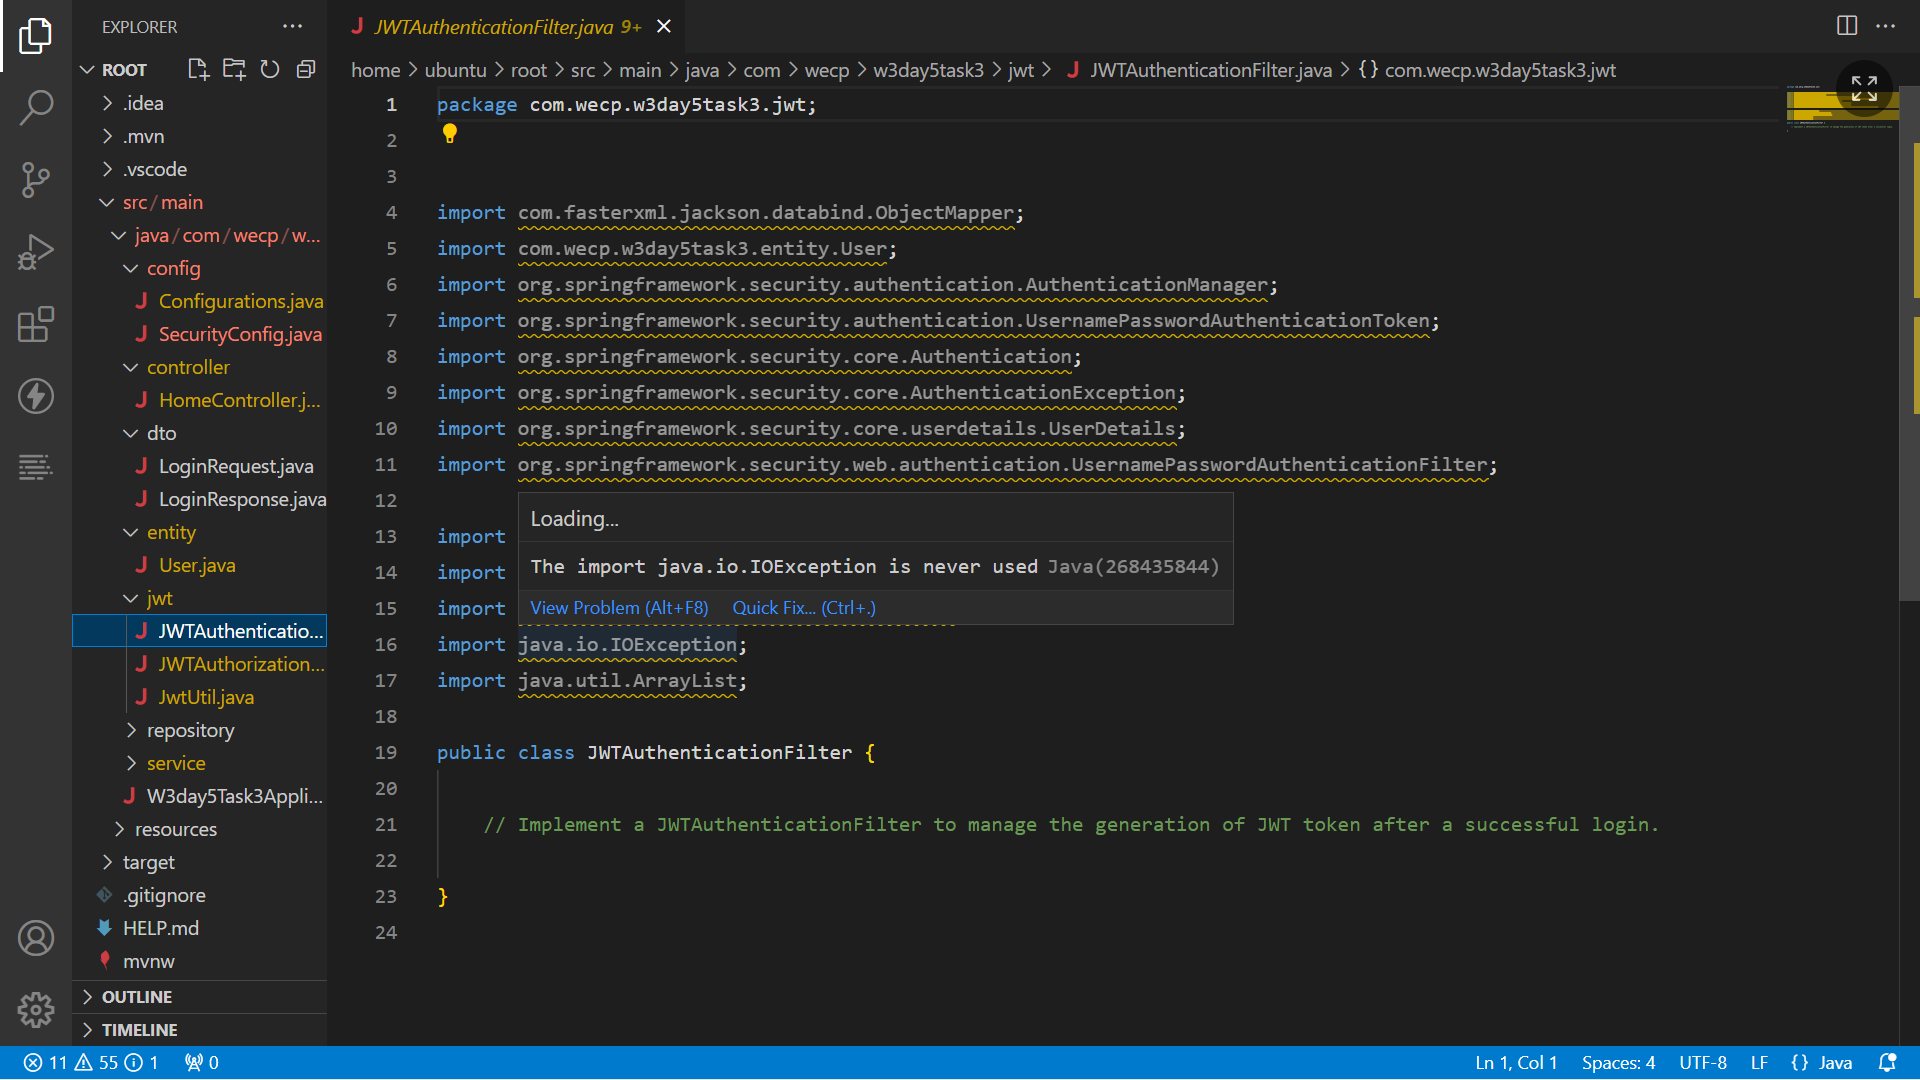 EXPLORER
ROOT
.idea
.mvn
.vscode
src/main
java/com/wecp/w...
config
Configurations.java
SecurityConfig.java
controller
HomeController.j...
dto
LoginRequest.java
LoginResponse.java
entity
User.java
jwt
JWTAuthenticatio...
JWTAuthorization...
JwtUtil.java
repository
service
W3day5Task3Appli...
resources
target
.gitignore
HELP.md
mvnw
OUTLINE
TIMELINE
JWTAuthenticationFilter.java 9+
home > ubuntu > root > src > main > java > com > wecp > w3day5task3 > jwt > JWTAuthenticationFilter.java > {} com.wecp.w3day5task3.jwt
1 package com.wecp.w3day5task3.jwt;
2
3
4 import com.fasterxml.jackson.databind.ObjectMapper;
5 import com.wecp.w3day5task3.entity.User;
6 import org.springframework.security.authentication.AuthenticationManager;
7 import org.springframework.security.authentication.UsernamePasswordAuthenticationToken;
8 import org.springframework.security.core.Authentication;
9 import org.springframework.security.core.AuthenticationException;
10 import org.springframework.security.core.userdetails.UserDetails;
11 import org.springframework.security.web.authentication.UsernamePasswordAuthenticationFilter;
12
13 import
14 import
15 import
Loading...
The import java.io.IOException is never used Java(268435844)
View Problem (Alt+F8) Quick Fix... (Ctrl+.)
16 import java.io.IOException;
17 import java.util.ArrayList;
18
19 public class JWTAuthenticationFilter {
20
21 // Implement a JWTAuthenticationFilter to manage the generation of JWT token after a successful login.
22
23 }
24
11 55 1 0 Ln 1, Col 1 Spaces: 4 UTF-8 LF {} Java